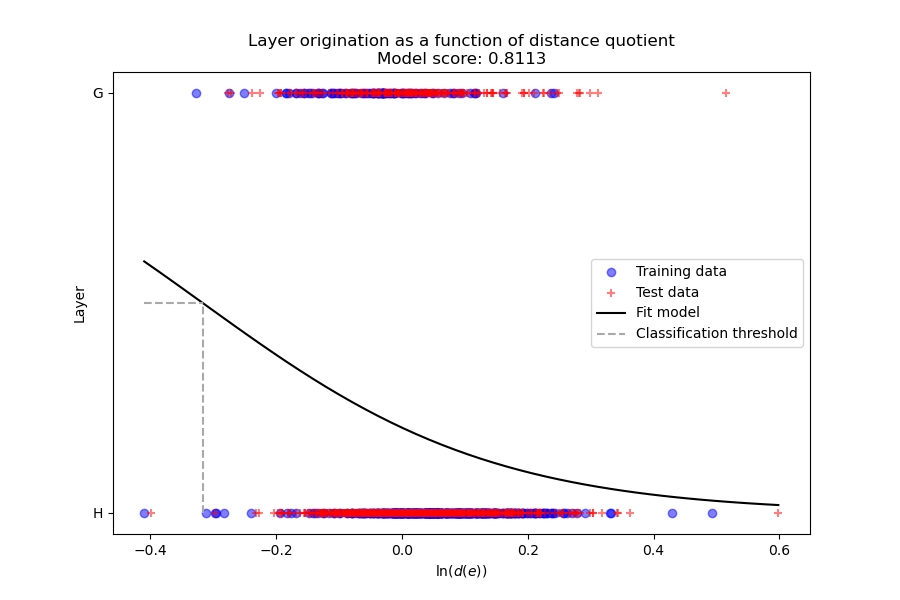 Layer origination as a function of distance quotient
Model score: 0.8113
G
H
Layer
Training data
Test data
Fit model
Classification threshold
−0.4
−0.2
0.0
0.2
0.4
0.6
ln(d(e))